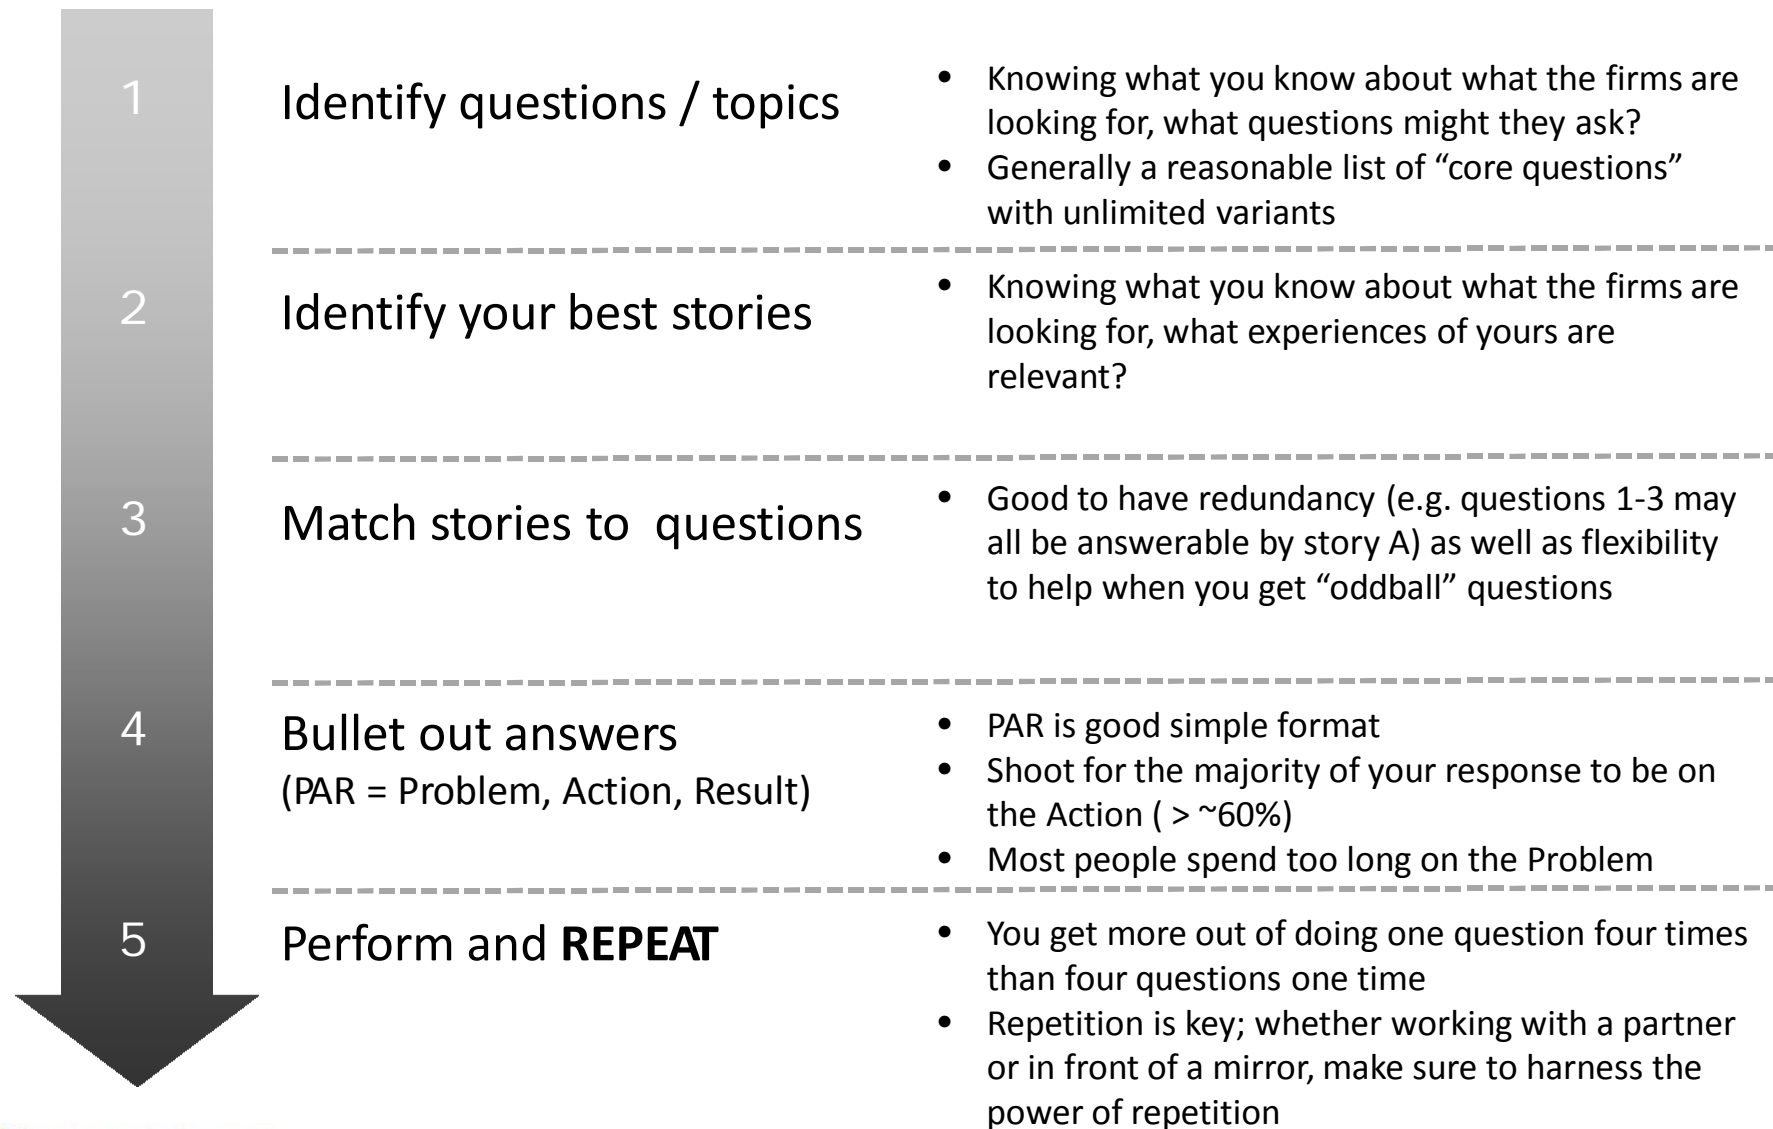 1
Identify questions / topics
• Knowing what you know about what the firms are
looking for, what questions might they ask?
• Generally a reasonable list of “core questions”
with unlimited variants
2
Identify your best stories
• Knowing what you know about what the firms are
looking for, what experiences of yours are
relevant?
3
Match stories to  questions
• Good to have redundancy (e.g. questions 1-3 may
all be answerable by story A) as well as flexibility
to help when you get “oddball” questions
4
Bullet out answers
(PAR = Problem, Action, Result)
• PAR is good simple format
• Shoot for the majority of your response to be on
the Action ( > ~60%)
• Most people spend too long on the Problem
5
Perform and REPEAT
• You get more out of doing one question four times
than four questions one time
• Repetition is key; whether working with a partner
or in front of a mirror, make sure to harness the
power of repetition